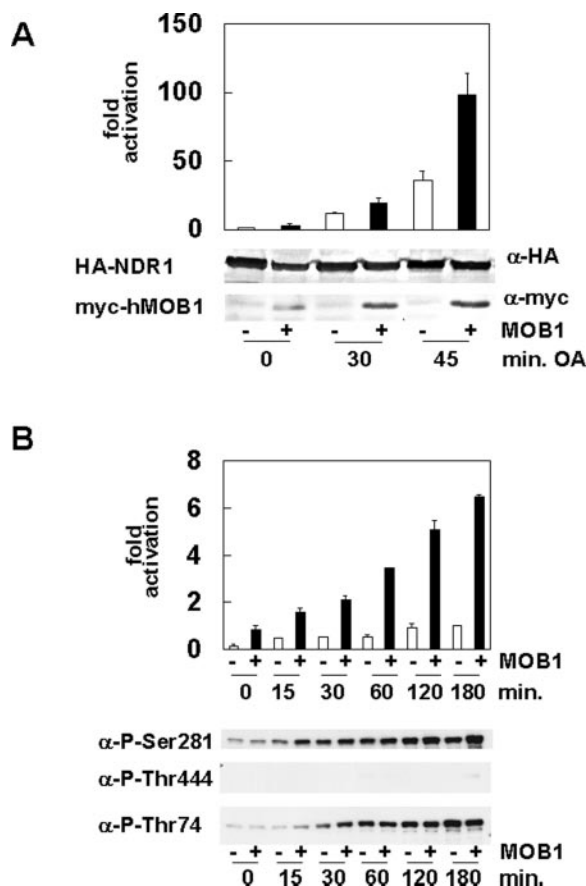 A
fold activation
150
100
50
0
HA-NDR1 α-HA
myc-hMOB1 α-myc
- + - + - + MOB1
0 30 45 min. OA
B
fold activation
8
6
4
2
0
- + - + - + - + - + - + MOB1
0 15 30 60 120 180 min.
α-P-Ser281
α-P-Thr444
α-P-Thr74
- + - + - + - + - + - + MOB1
0 15 30 60 120 180 min.